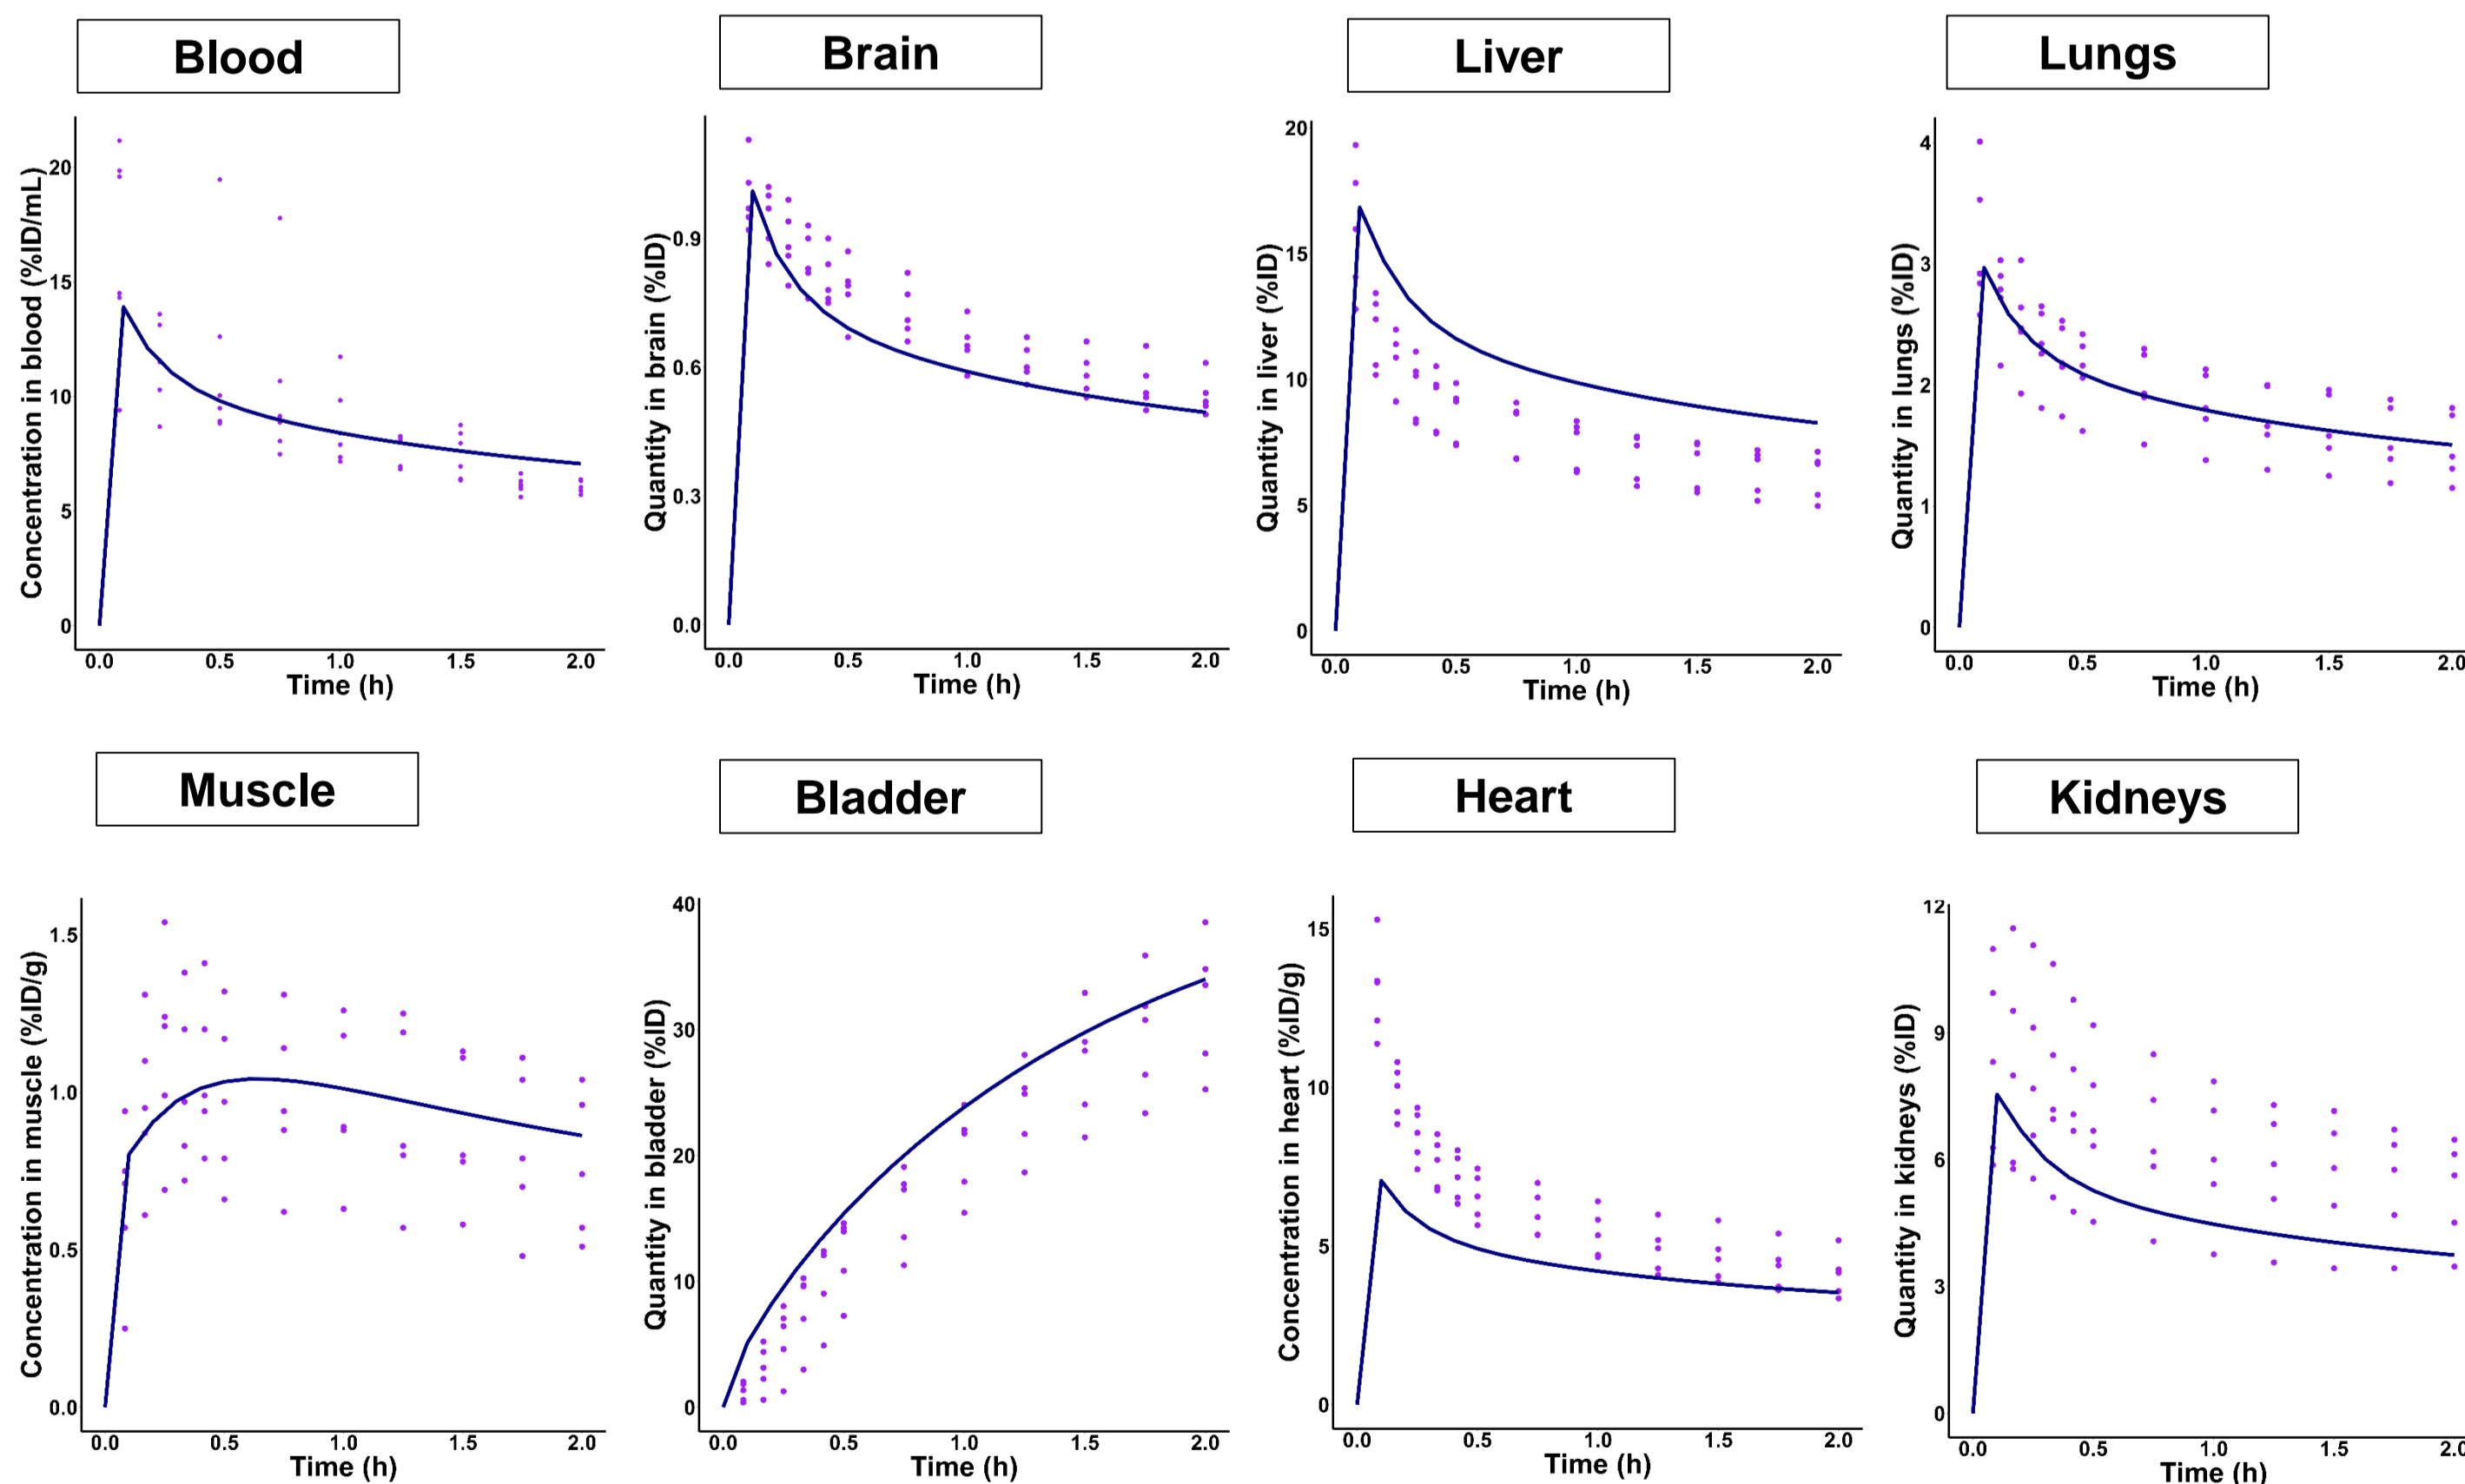 Blood
Brain
Liver
Lungs
Concentration in blood (%ID/mL)
20
15
10
5
0
0.0 0.5 1.0 1.5 2.0
Time (h)
Quantity in brain (%ID)
0.9
0.6
0.3
0.0
0.0 0.5 1.0 1.5 2.0
Time (h)
Quantity in liver (%ID)
20
15
10
5
0
0.0 0.5 1.0 1.5 2.0
Time (h)
Quantity in lungs (%ID)
4
3
2
1
0
0.0 0.5 1.0 1.5 2.0
Time (h)
Muscle
Bladder
Heart
Kidneys
Concentration in muscle (%ID/g)
1.5
1.0
0.5
0.0
0.0 0.5 1.0 1.5 2.0
Time (h)
Quantity in bladder (%ID)
40
30
20
10
0
0.0 0.5 1.0 1.5 2.0
Time (h)
Concentration in heart (%ID/g)
15
10
5
0
0.0 0.5 1.0 1.5 2.0
Time (h)
Quantity in kidneys (%ID)
12
9
6
3
0
0.0 0.5 1.0 1.5 2.0
Time (h)